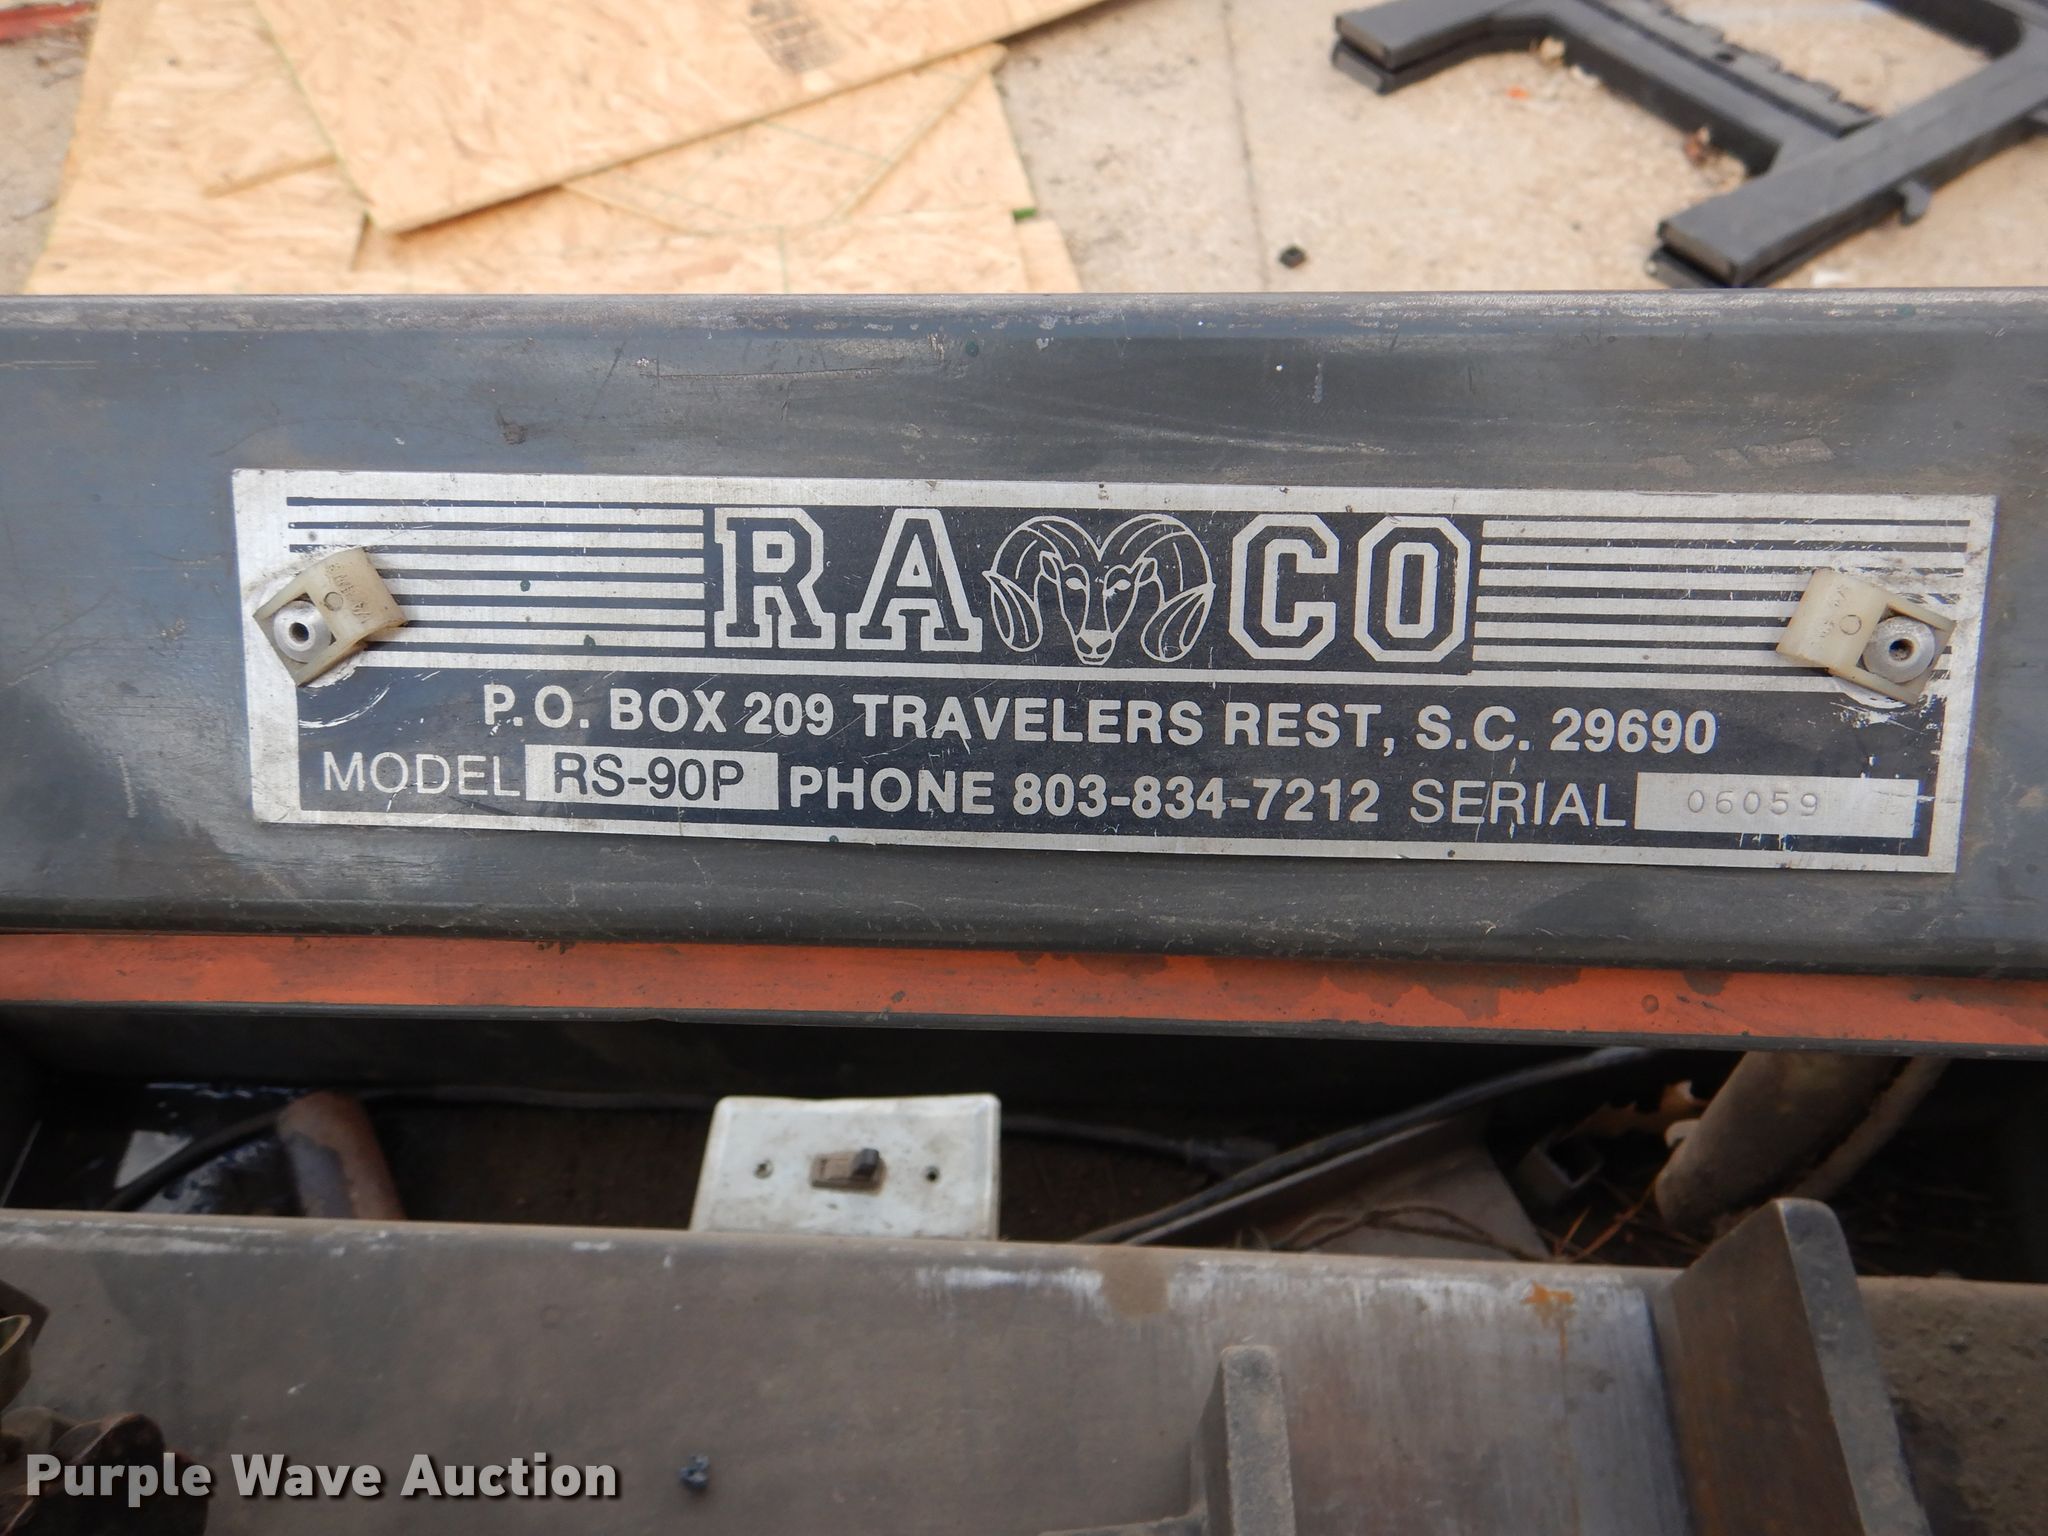 RAMCO
P.O. BOX 209 TRAVELERS REST, S.C. 29690
MODEL RS-90P PHONE 803-834-7212 SERIAL 06059
Purple Wave Auction